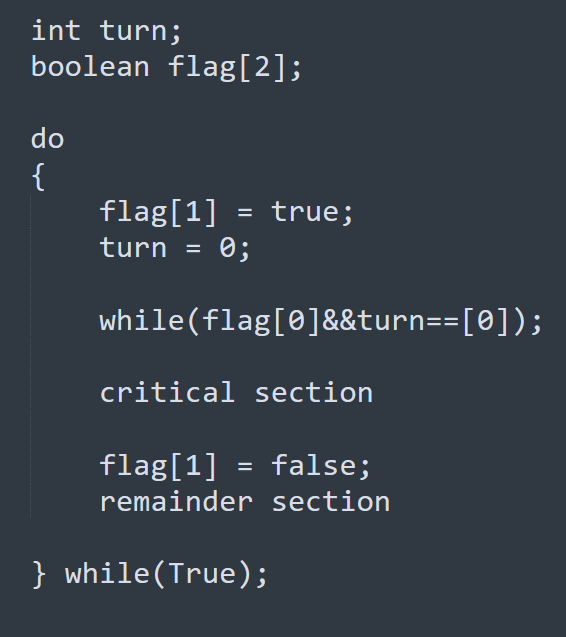 int turn;
boolean flag[2];
do
{
flag[1] = true;
turn = 0;
while(flag[0]&&turn==[0]);
critical section
flag[1] = false;
remainder section
} while(True);